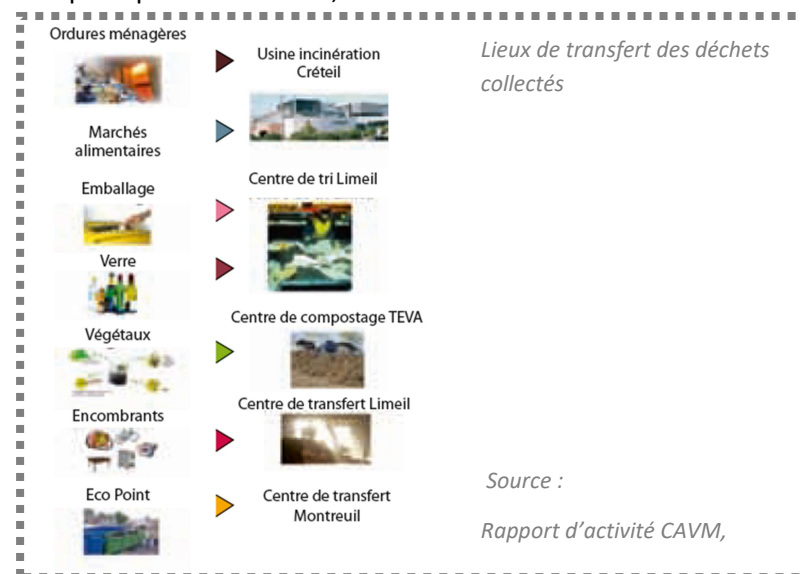 Ordures ménagères
Usine incinération
Créteil
Lieux de transfert des déchets
collectés
Marchés
alimentaires
Emballage
Centre de tri Limeil
Verre
Centre de compostage TEVA
Végétaux
Centre de transfert Limeil
Encombrants
Eco Point
Centre de transfert
Montreuil
Source :
Rapport d'activité CAVM,